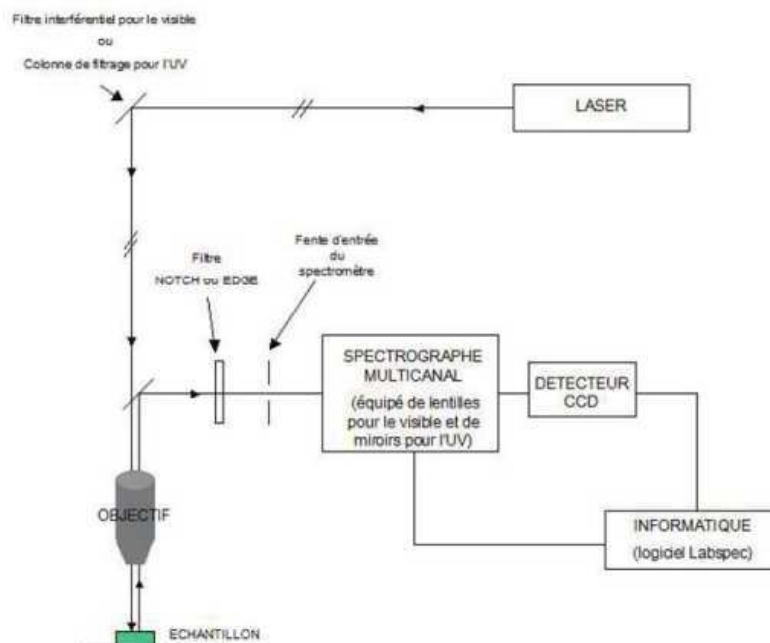 Filtre interférentiel pour le visible
ou
Colonne de filtrage pour l'UV
LASER
Fente d'entrée
du
spectromètre
Filtre
NOTCH ou EDGE
SPECTROGRAPHE
MULTICANAL
(équipé de lentilles
pour le visible et de
miroirs pour l'UV)
DETECTEUR
CCD
OBJECTIF
INFORMATIQUE
(logiciel Labspec)
ECHANTILLON